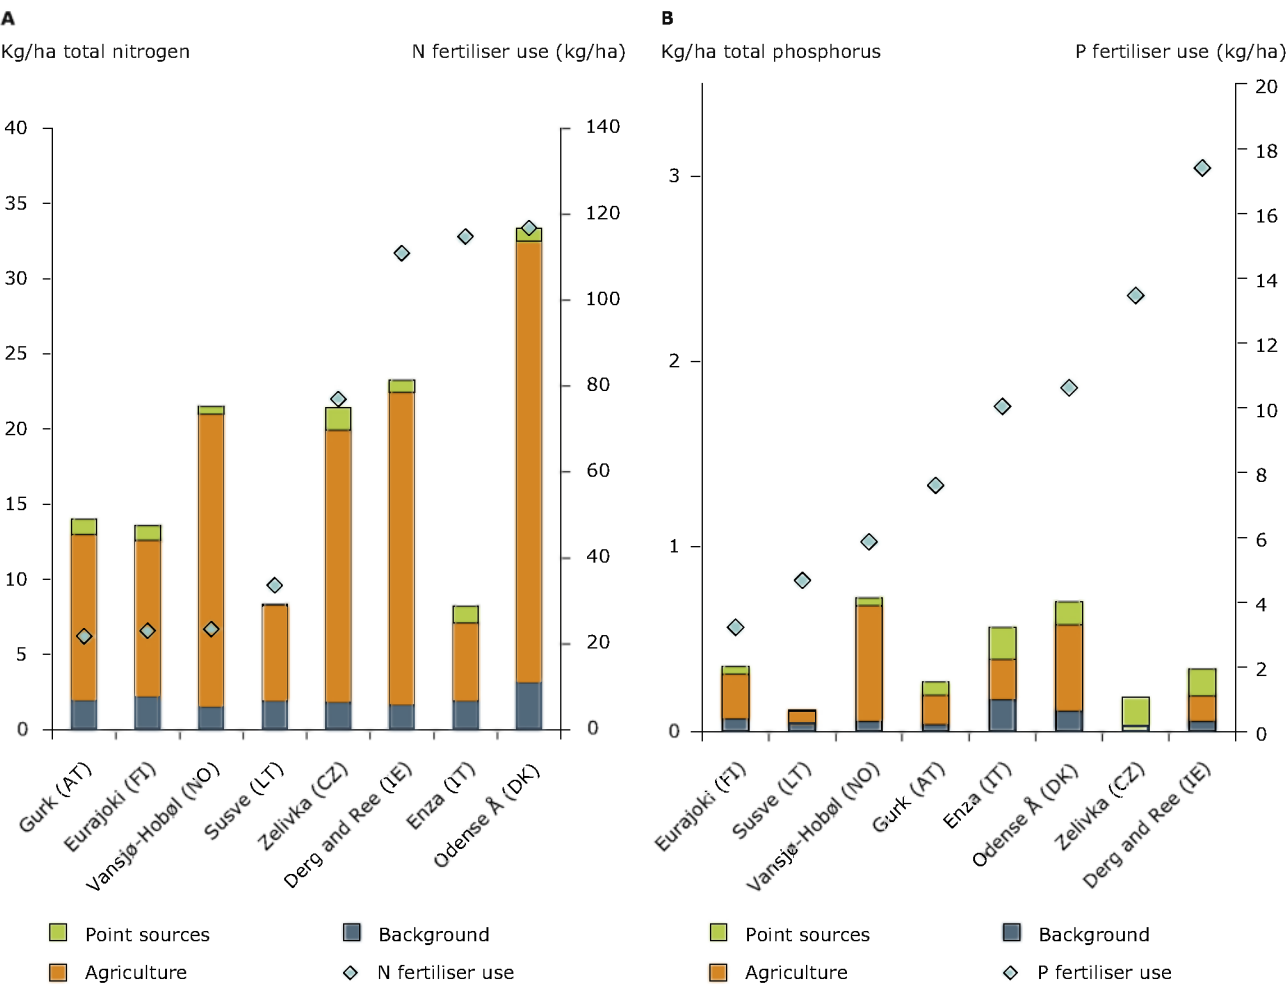 A
Kg/ha total nitrogen
N fertiliser use (kg/ha)
40
35
30
25
20
15
10
5
0
140
120
100
80
60
40
20
0
Gurk (AT)
Eurajoki (FI)
Vansjø-Hobøl (NO)
Susve (LT)
Zelivka (CZ)
Derg and Ree (IE)
Enza (IT)
Odense Å (DK)
Point sources
Background
Agriculture
N fertiliser use
B
Kg/ha total phosphorus
P fertiliser use (kg/ha)
3
2
1
0
20
18
16
14
12
10
8
6
4
2
0
Eurajoki (FI)
Susve (LT)
Vansjø-Hobøl (NO)
Gurk (AT)
Enza (IT)
Odense Å (DK)
Zelivka (CZ)
Derg and Ree (IE)
Point sources
Background
Agriculture
P fertiliser use